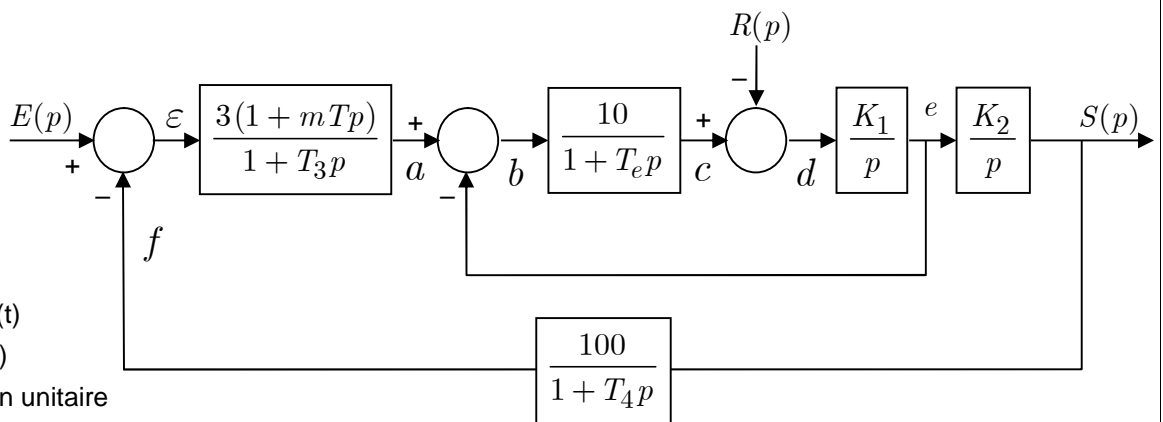 R(p)
E(p) + − ε 3(1 + mTp) / 1 + T₃p + a − b 10 / 1 + Tₑp + c − d K₁ / p e K₂ / p S(p)
f
100 / 1 + T₄p
(t)
)
n unitaire